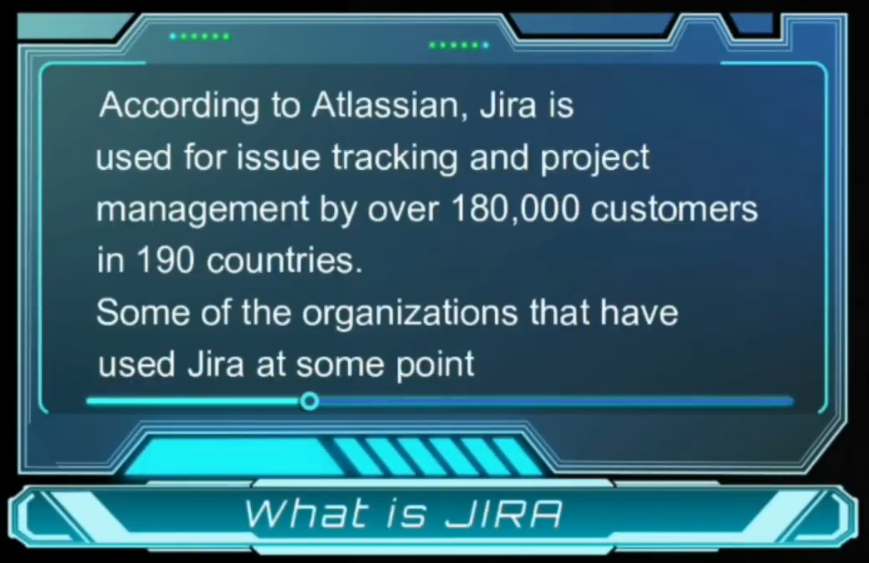 According to Atlassian, Jira is
used for issue tracking and project
management by over 180,000 customers
in 190 countries.
Some of the organizations that have
used Jira at some point
What is JIRA